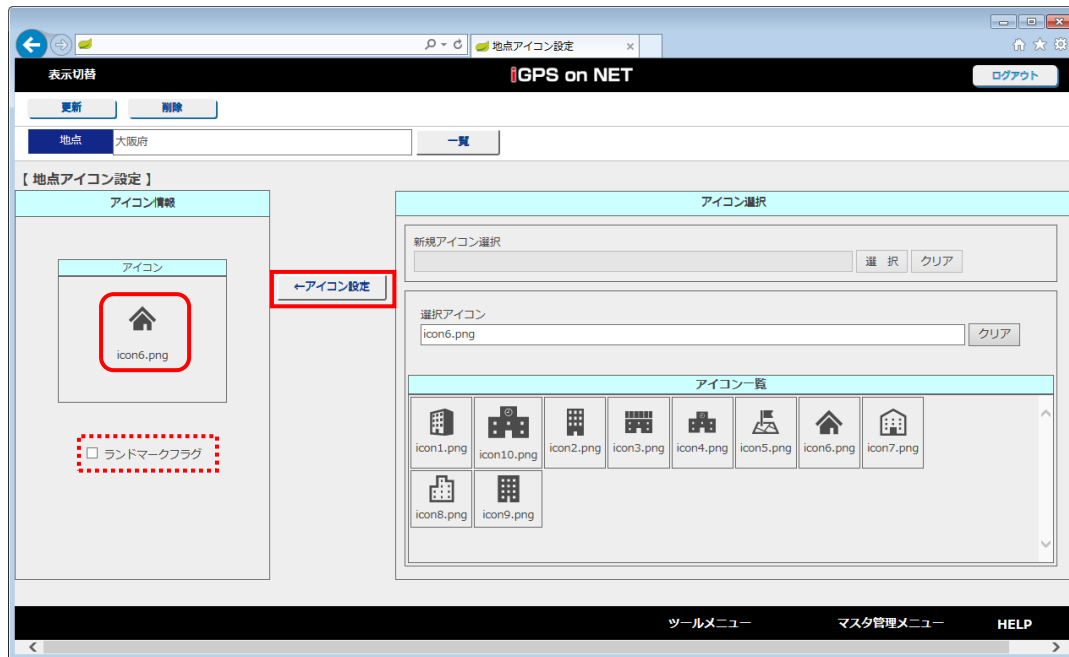 地点アイコン設定
表示切替
iGPS on NET
ログアウト
更新
削除
地点
大阪府
一覧
【 地点アイコン設定 】
アイコン情報
アイコン
icon6.png
ランドマークフラグ
←アイコン設定
アイコン選択
新規アイコン選択
選 択
クリア
選択アイコン
icon6.png
クリア
アイコン一覧
icon1.png
icon10.png
icon2.png
icon3.png
icon4.png
icon5.png
icon6.png
icon7.png
icon8.png
icon9.png
ツールメニュー
マスタ管理メニュー
HELP